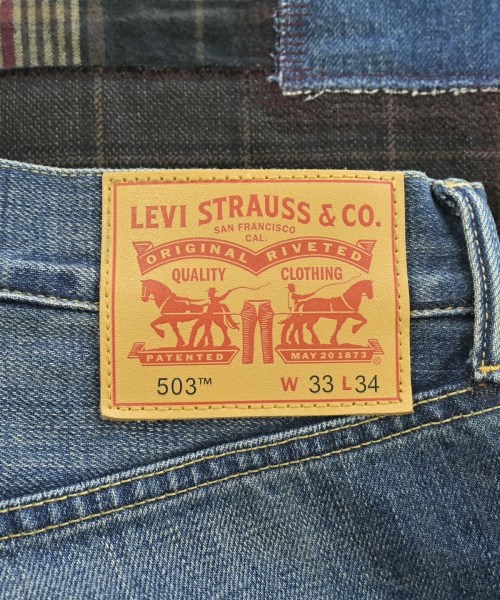 LEVI STRAUSS & CO.
SAN FRANCISCO
CAL.
ORIGINAL RIVETED
QUALITY CLOTHING
PATENTED MAY 20 1873 ®
503™ W 33 L 34